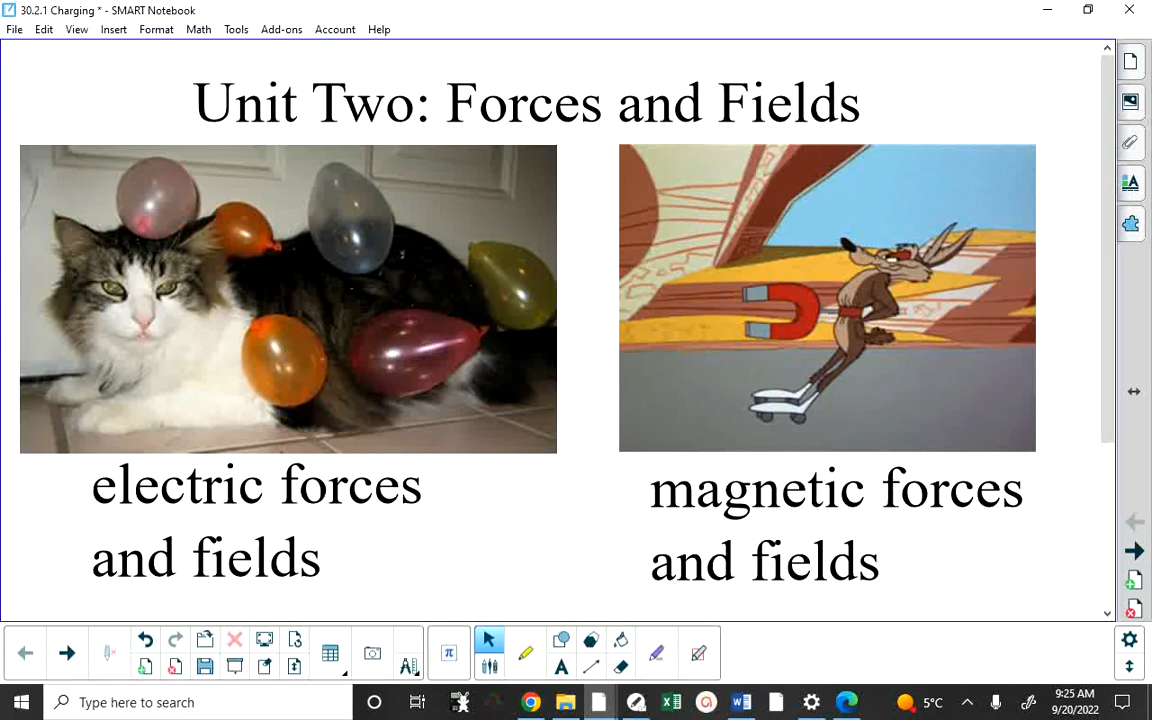 30.2.1 Charging * - SMART Notebook
File Edit View Insert Format Math Tools Add-ons Account Help
Unit Two: Forces and Fields
electric forces
and fields
magnetic forces
and fields
π
A
Type here to search
5°C
9:25 AM
9/20/2022